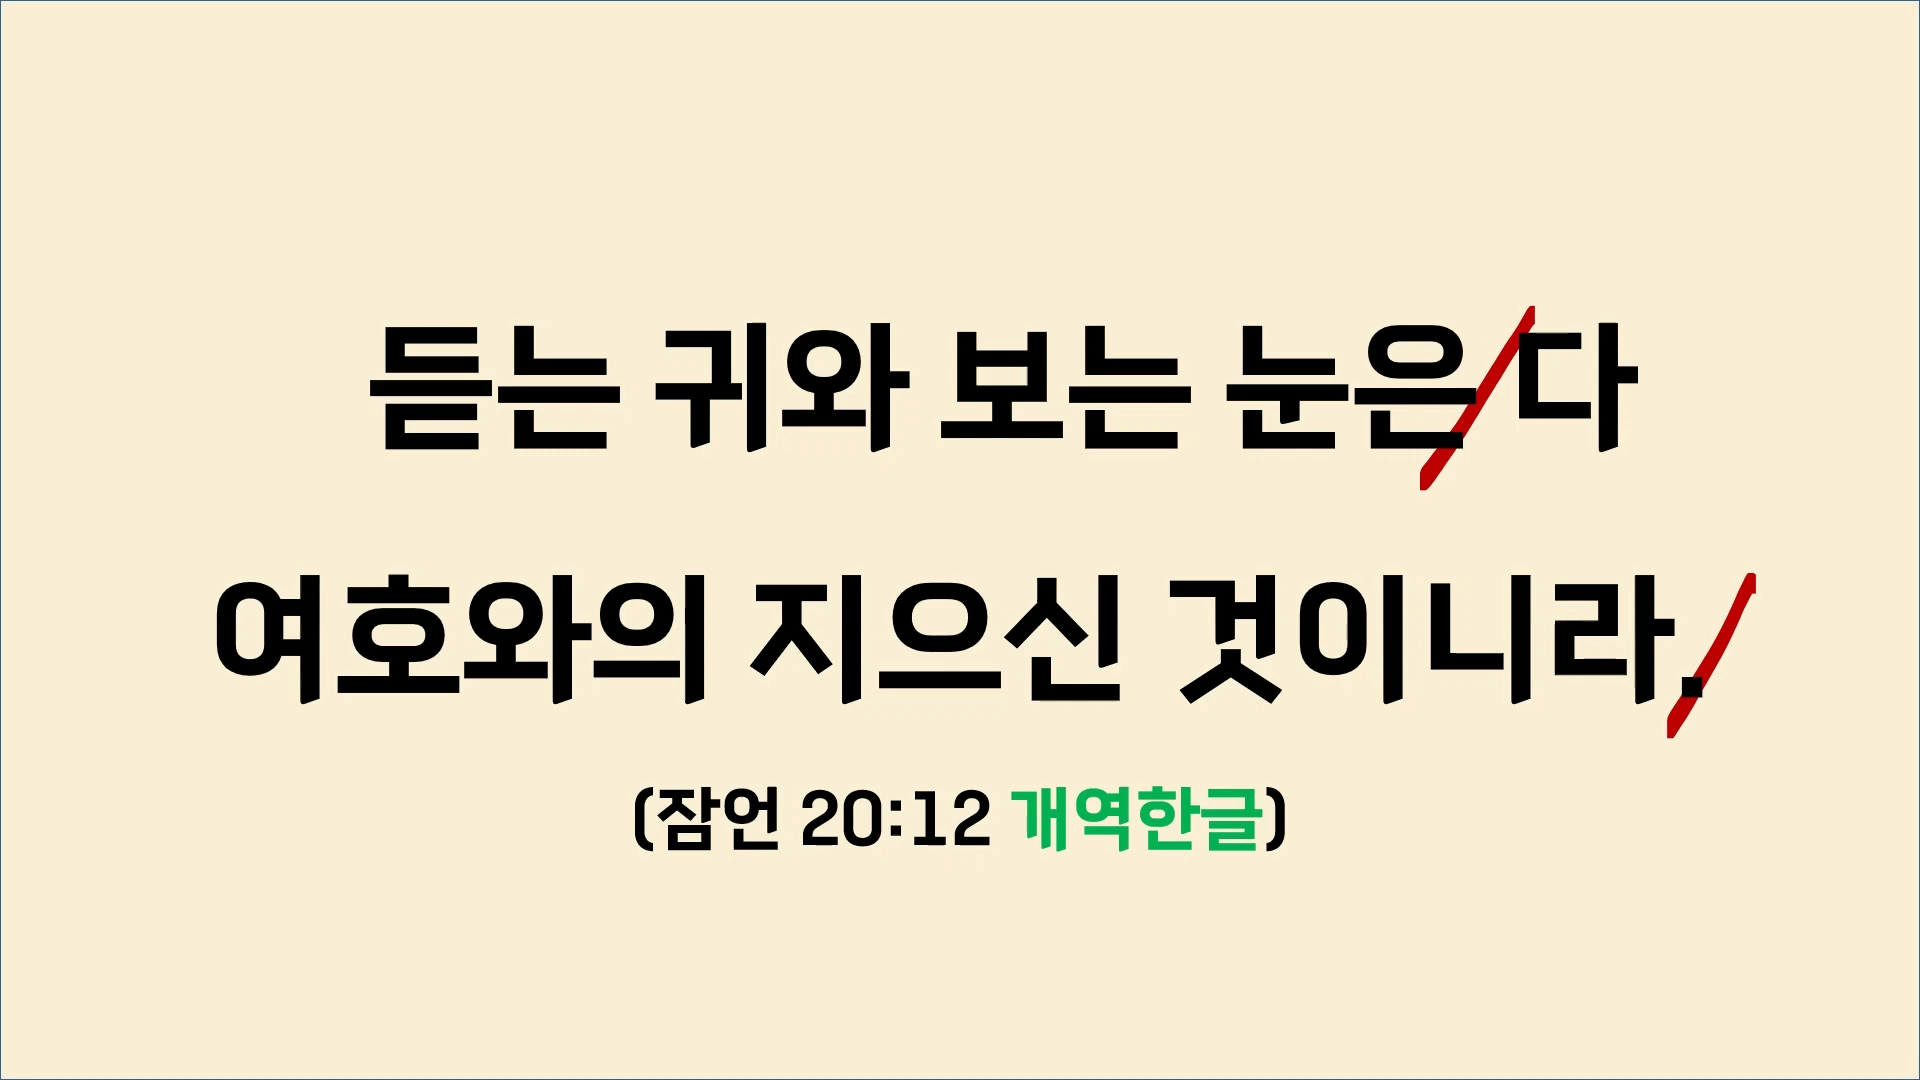 듣는 귀와 보는 눈은 다
여호와의 지으신 것이니라.
(잠언 20:12 개역한글)